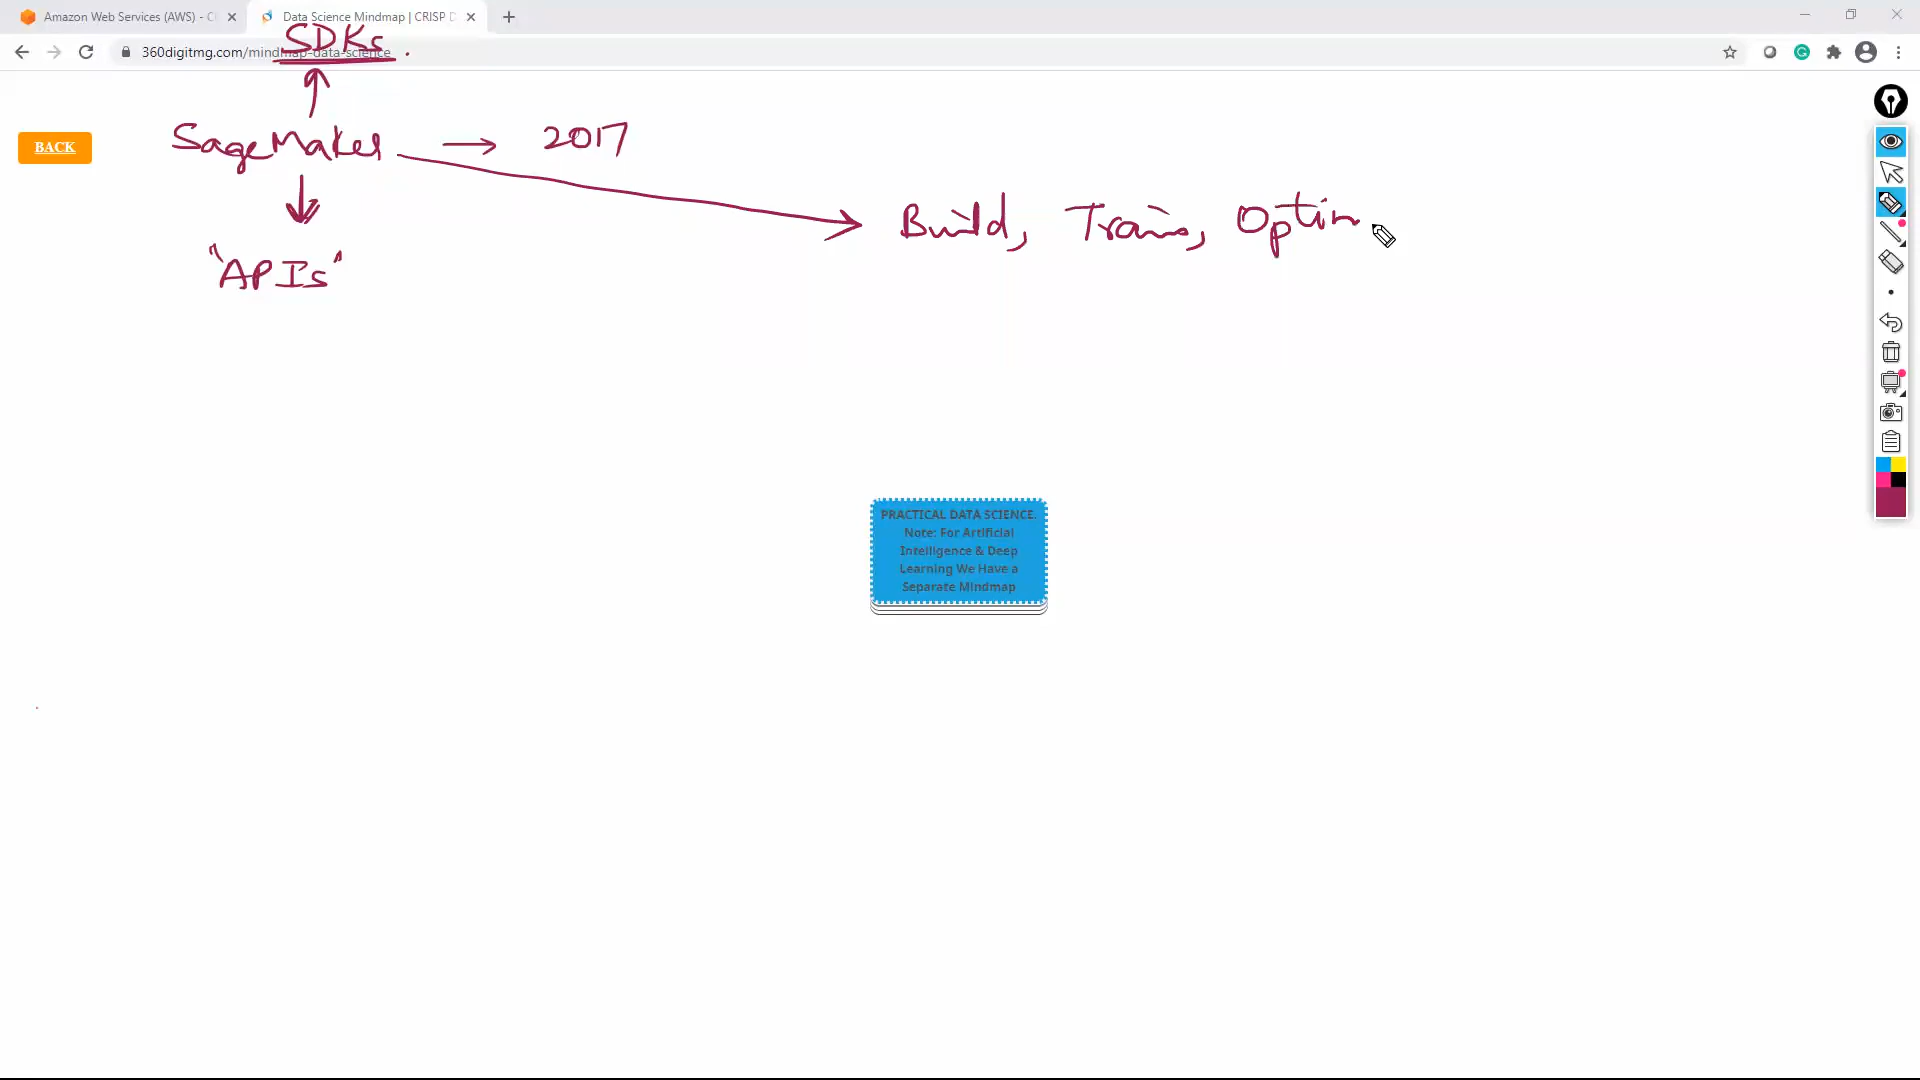 Amazon Web Services (AWS) - C
Data Science Mindmap | CRISP D
360digitmg.com/mindmap-data-science
SDKs.
BACK
SageMaker → 2017
Build, Train, Optim
"APIs"
PRACTICAL DATA SCIENCE.
Note: For Artificial
Intelligence & Deep
Learning We Have a
Separate Mindmap